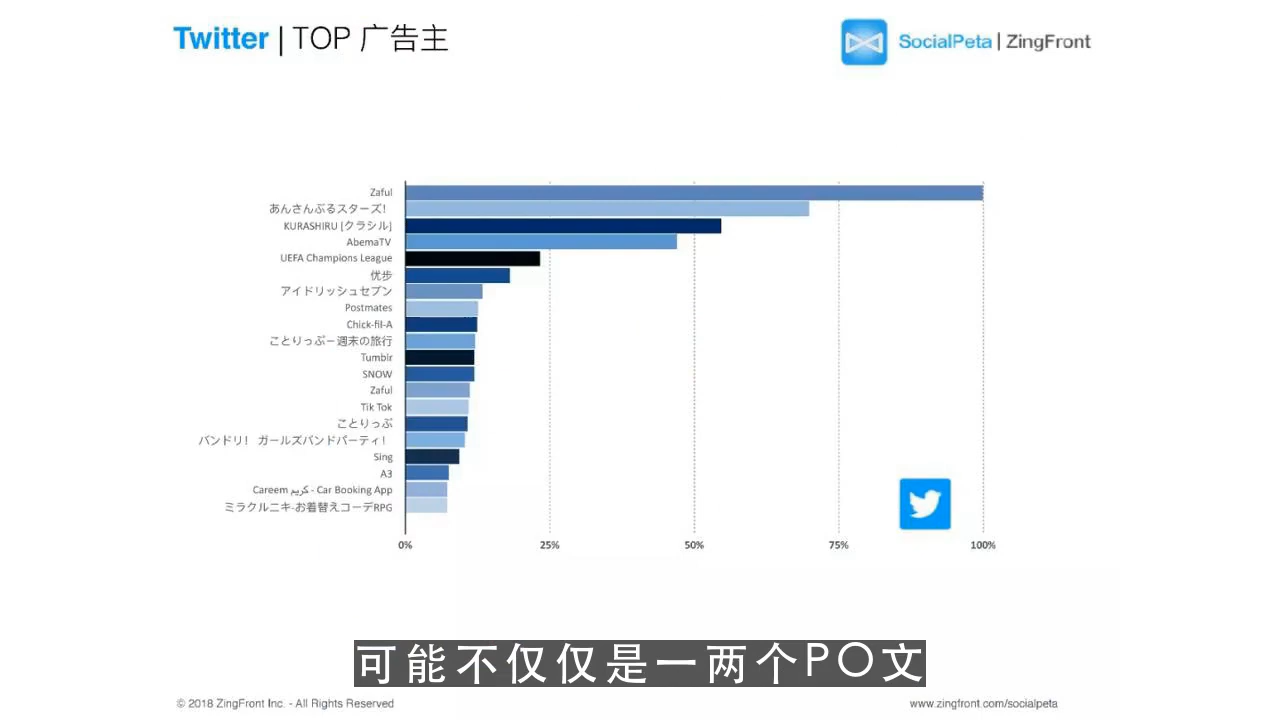 Twitter | TOP 广告主
SocialPeta | ZingFront
Zaful
あんさんぶるスターズ！
KURASHIRU [クラシル]
AbemaTV
UEFA Champions League
优步
アイドリッシュセブン
Postmates
Chick-fil-A
ことりっぷー週末の旅行
Tumblr
SNOW
Zaful
Tik Tok
ことりっぷ
バンドリ！ ガールズバンドパーティ！
Sing
A3
Careem كريم - Car Booking App
ミラクルニキ-お着替えコーデRPG
0% 25% 50% 75% 100%
可能不仅仅是一两个PO文
© 2018 ZingFront Inc. - All Rights Reserved
www.zingfront.com/socialpeta